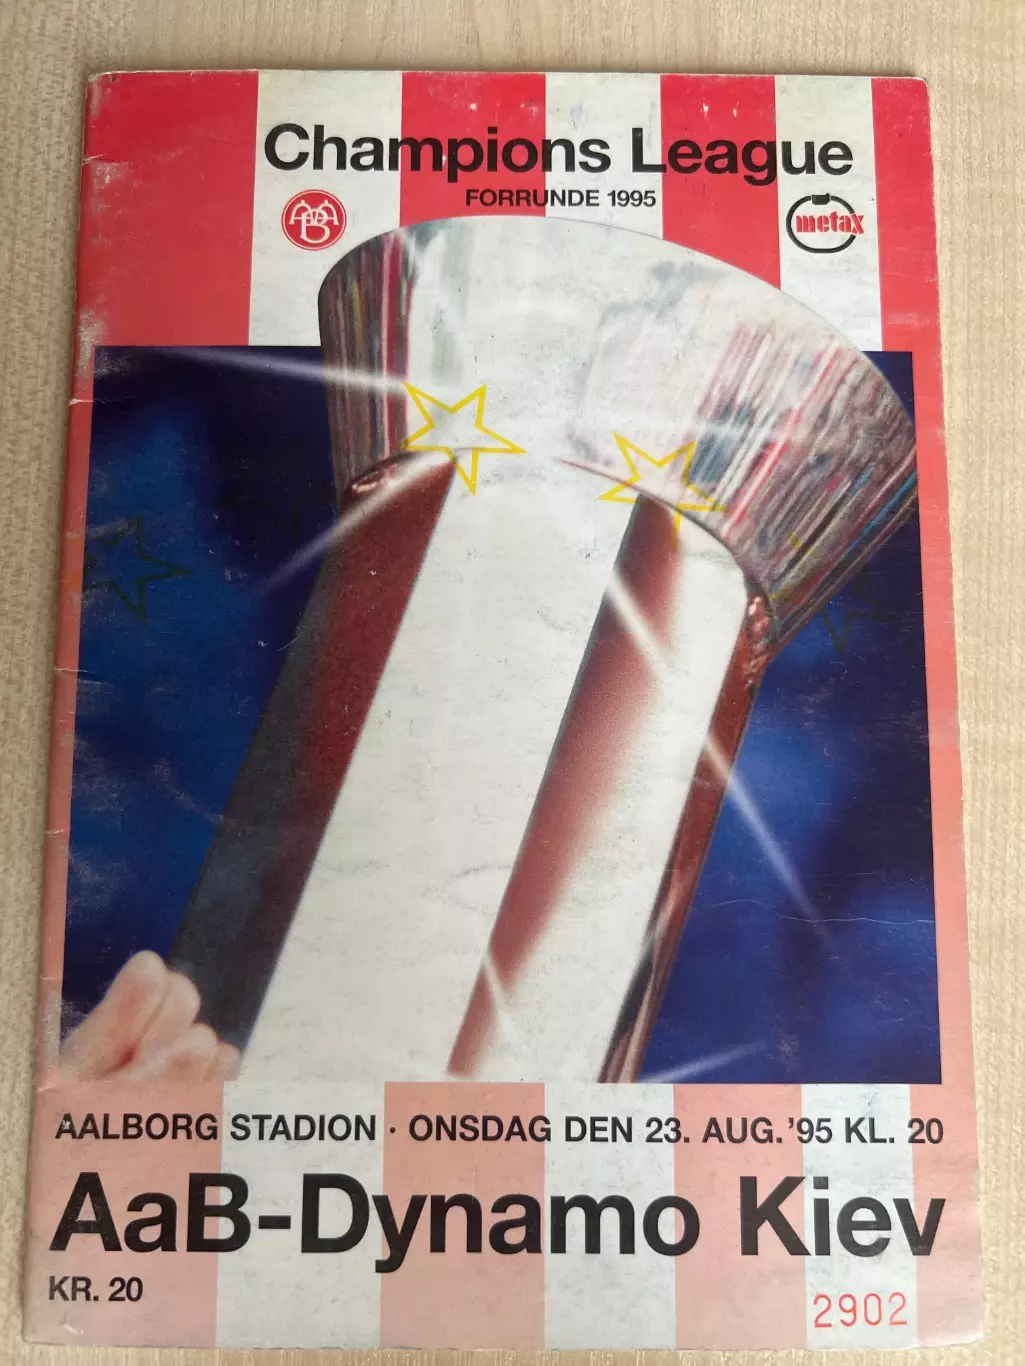 Champions League
FORRUNDE 1995
AaB
metax
AALBORG STADION · ONSDAG DEN 23. AUG. '95 KL. 20
AaB-Dynamo Kiev
KR. 20
2902